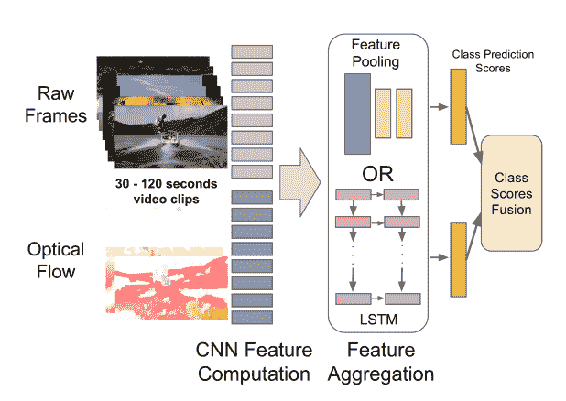 Raw
Frames
30 - 120 seconds
video clips
Optical
Flow
CNN Feature
Computation
Feature
Pooling
OR
LSTM
Feature
Aggregation
Class Prediction
Scores
Class
Scores
Fusion